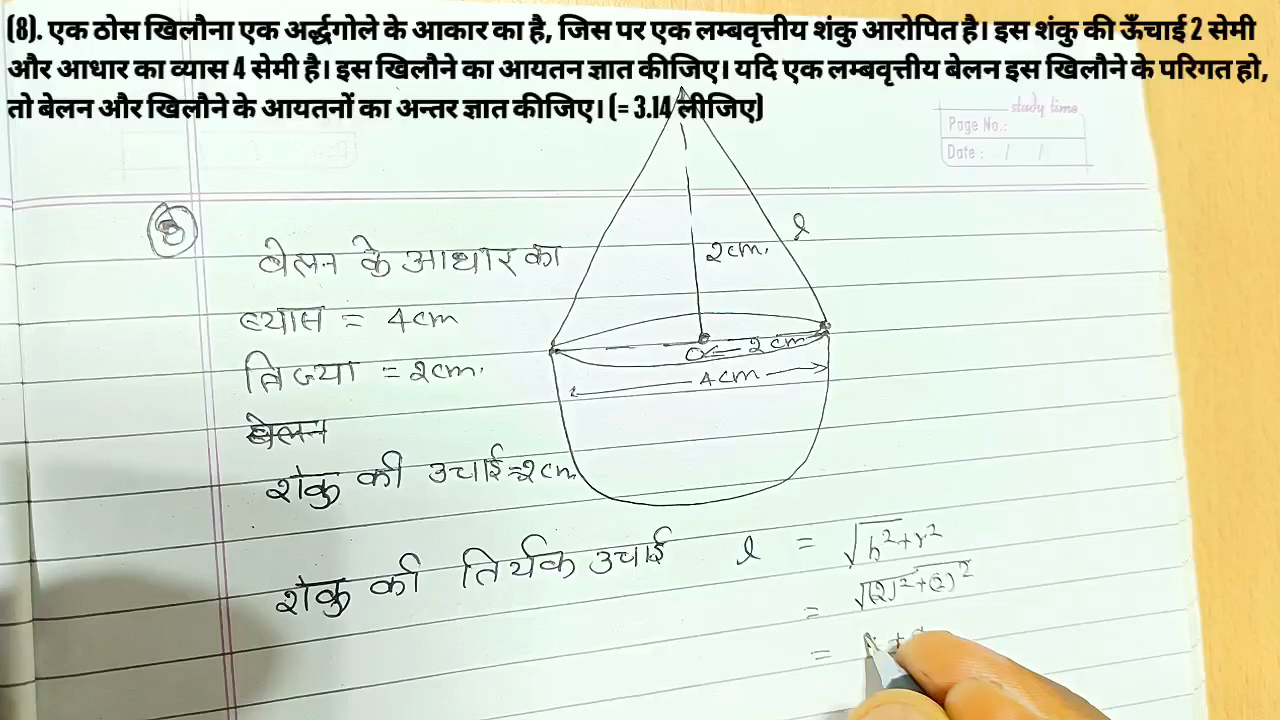 (8). एक ठोस खिलौना एक अर्द्धगोले के आकार का है, जिस पर एक लम्बवृत्तीय शंकु आरोपित है। इस शंकु की ऊँचाई 2 सेमी
और आधार का व्यास 4 सेमी है। इस खिलौने का आयतन ज्ञात कीजिए। यदि एक लम्बवृत्तीय बेलन इस खिलौने के परिगत हो,
तो बेलन और खिलौने के आयतनों का अन्तर ज्ञात कीजिए। (= 3.14 लीजिए)
study time
Page No.:
Date : / /
बेलन के आधार का
व्यास = 4cm
त्रिज्या = 2cm.
बेलन
शंकु की उचाई = 2cm
2cm.
l
O
2cm
4cm
शंकु की तिर्यक उचाई l = √h²+r²
= √(2)²+(2)²
=